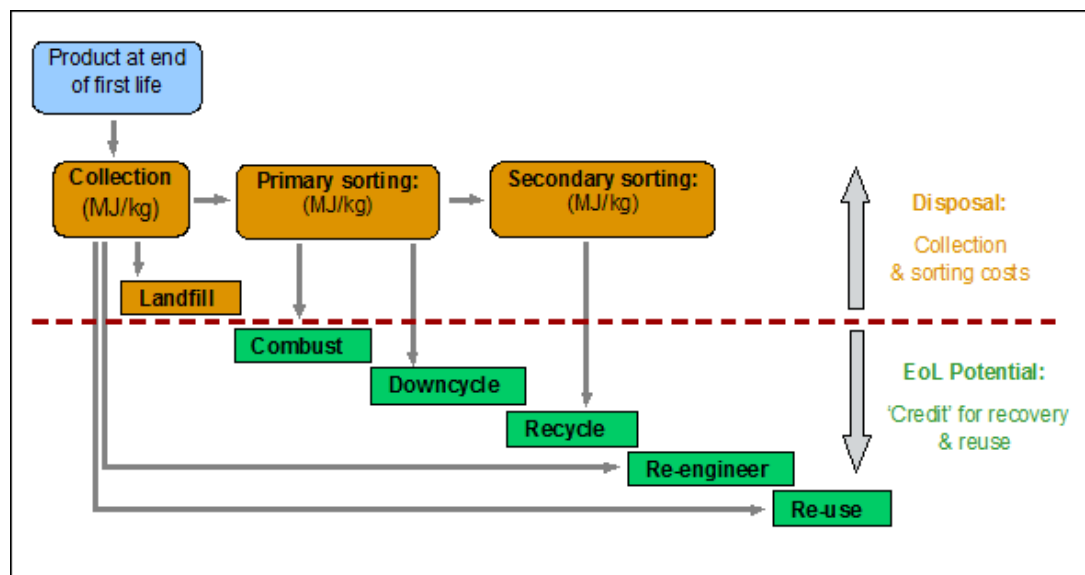 Product at end
of first life
Collection
(MJ/kg)
Primary sorting:
(MJ/kg)
Secondary sorting:
(MJ/kg)
Disposal:
Collection
& sorting costs
Landfill
Combust
Downcycle
Recycle
Re-engineer
Re-use
EoL Potential:
‘Credit’ for recovery
& reuse